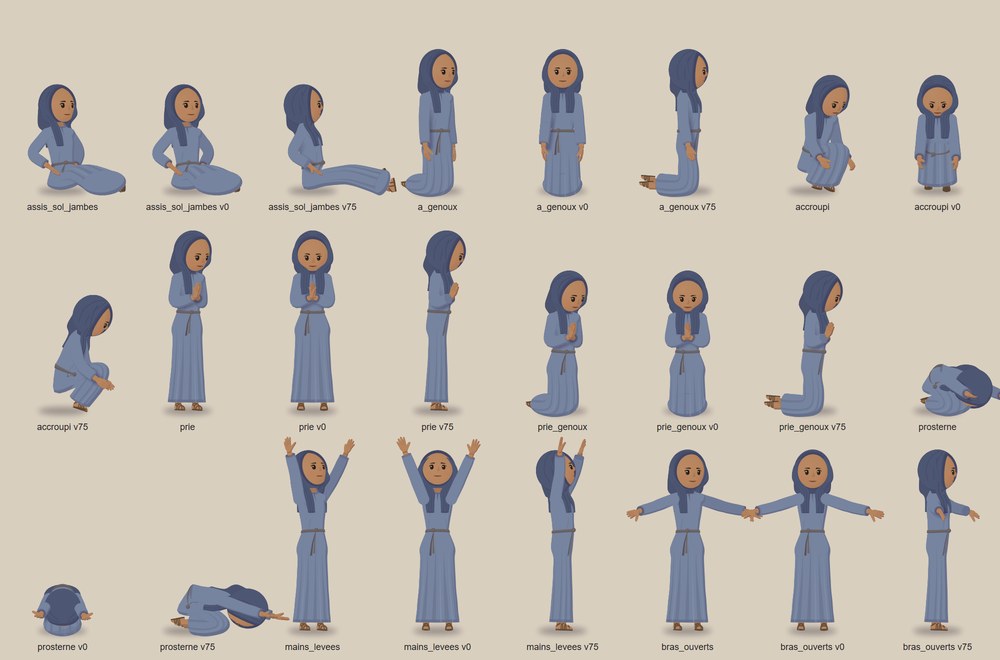 assis_sol_jambes assis_sol_jambes v0 assis_sol_jambes v75 a_genoux a_genoux v0 a_genoux v75 accroupi accroupi v0
accroupi v75 prie prie v0 prie v75 prie_genoux prie_genoux v0 prie_genoux v75 prosterne
prosterne v0 prosterne v75 mains_levees mains_levees v0 mains_levees v75 bras_ouverts bras_ouverts v0 bras_ouverts v75